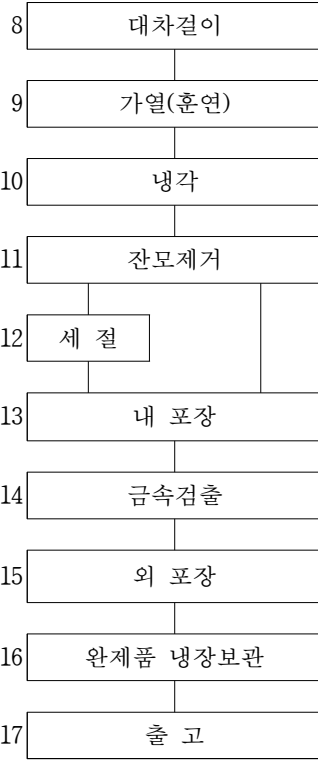 8 대차걸이
9 가열(훈연)
10 냉각
11 잔모제거
12 세 절
13 내 포장
14 금속검출
15 외 포장
16 완제품 냉장보관
17 출 고